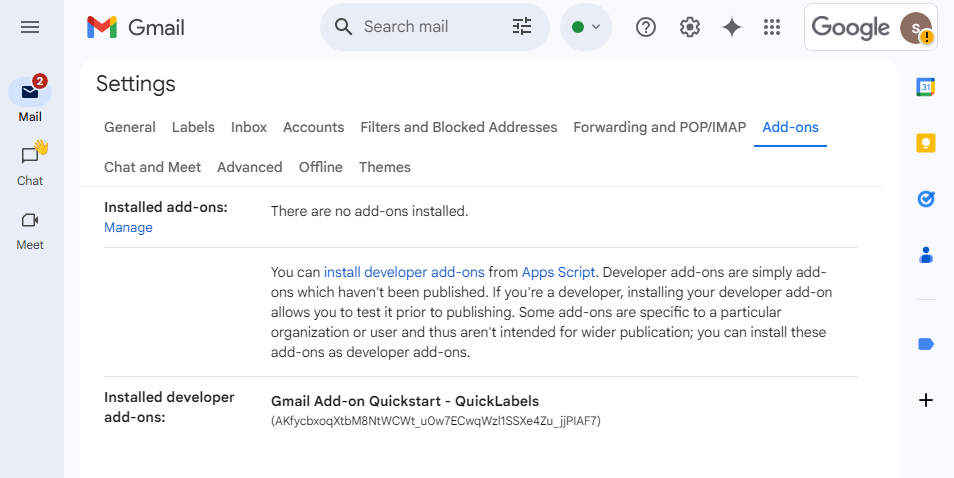 Gmail
Search mail
Google
s
!
2
Mail
Chat
Meet
Settings
General Labels Inbox Accounts Filters and Blocked Addresses Forwarding and POP/IMAP Add-ons
Chat and Meet Advanced Offline Themes
Installed add-ons:
Manage
There are no add-ons installed.
You can install developer add-ons from Apps Script. Developer add-ons are simply add-
ons which haven't been published. If you're a developer, installing your developer add-on
allows you to test it prior to publishing. Some add-ons are specific to a particular
organization or user and thus aren't intended for wider publication; you can install these
add-ons as developer add-ons.
Installed developer
add-ons:
Gmail Add-on Quickstart - QuickLabels
(AKfycbxoqXtbM8NtWCWt_u0w7ECwqWzl1SSXe4Zu_jjPIAF7)
31